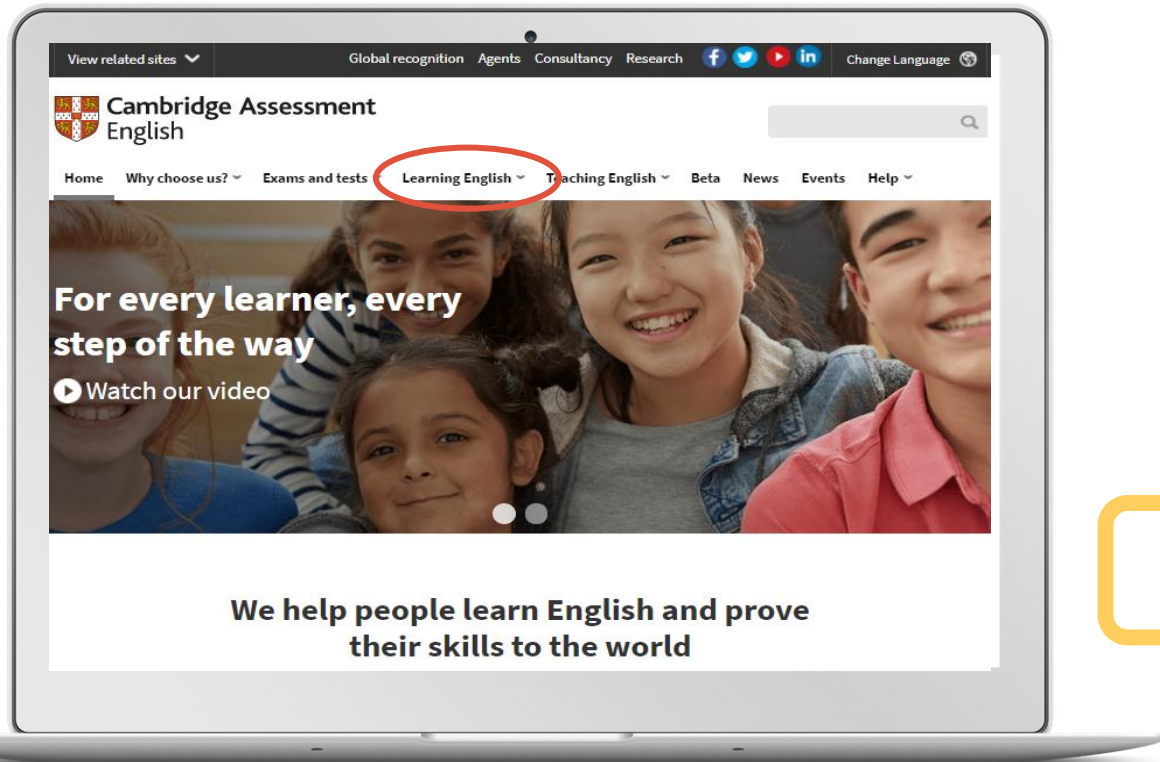 View related sites Global recognition Agents Consultancy Research Change Language
Cambridge Assessment
English
Home Why choose us? Exams and tests Learning English Teaching English Beta News Events Help
For every learner, every
step of the way
Watch our video
We help people learn English and prove
their skills to the world